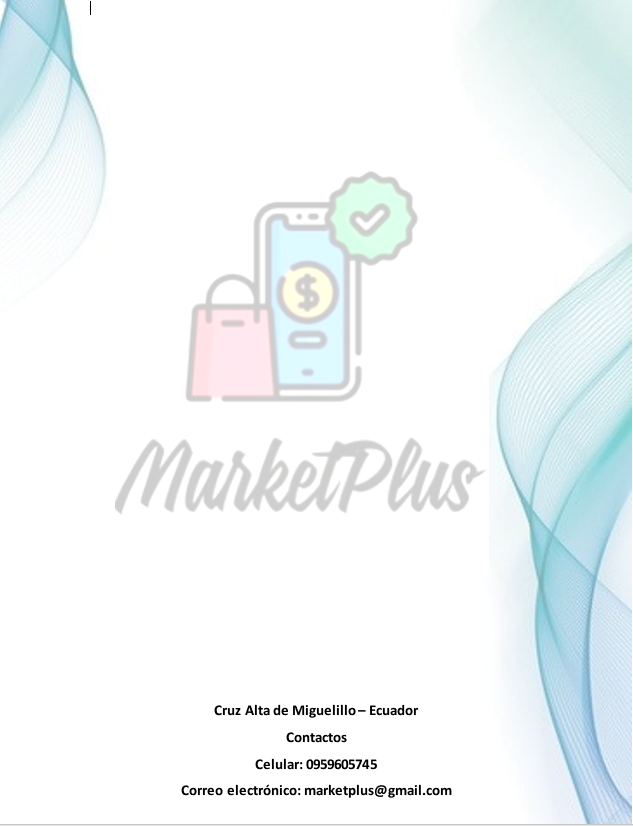 MarketPlus
Cruz Alta de Miguelillo – Ecuador
Contactos
Celular: 0959605745
Correo electrónico: marketplus@gmail.com